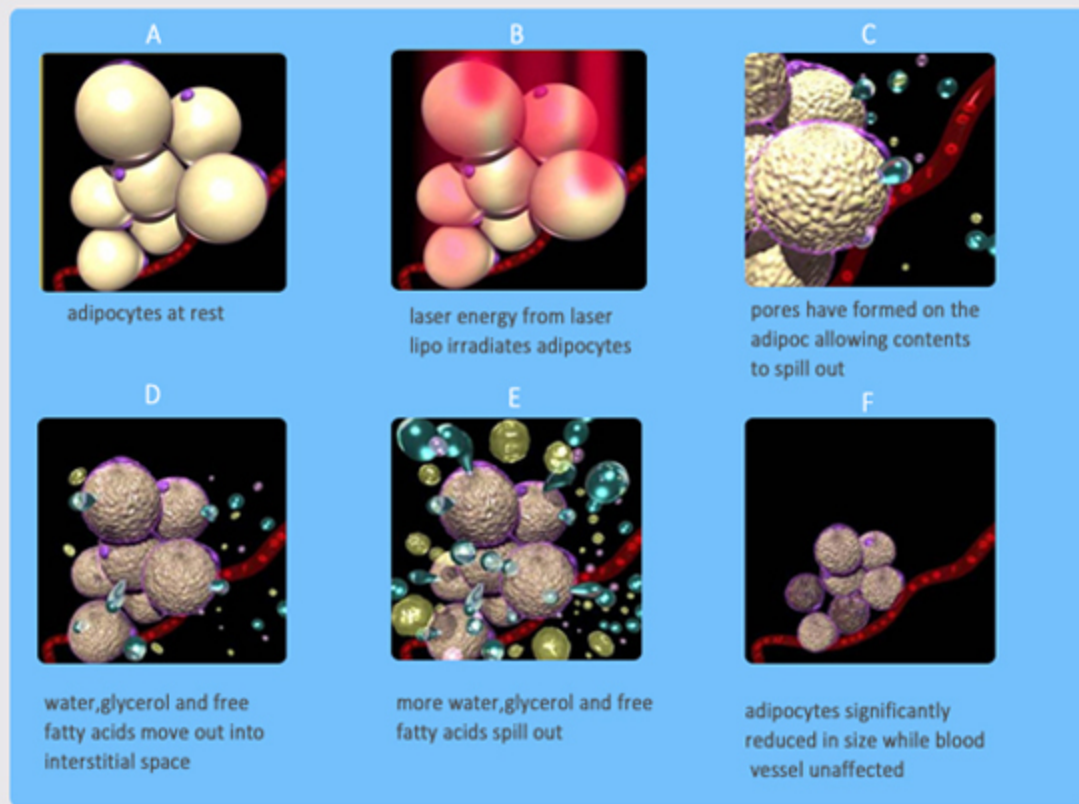 A
B
C
adipocytes at rest
laser energy from laser
lipo irradiates adipocytes
pores have formed on the
adipoc allowing contents
to spill out
D
E
F
water,glycerol and free
fatty acids move out into
interstitial space
more water,glycerol and free
fatty acids spill out
adipocytes significantly
reduced in size while blood
vessel unaffected